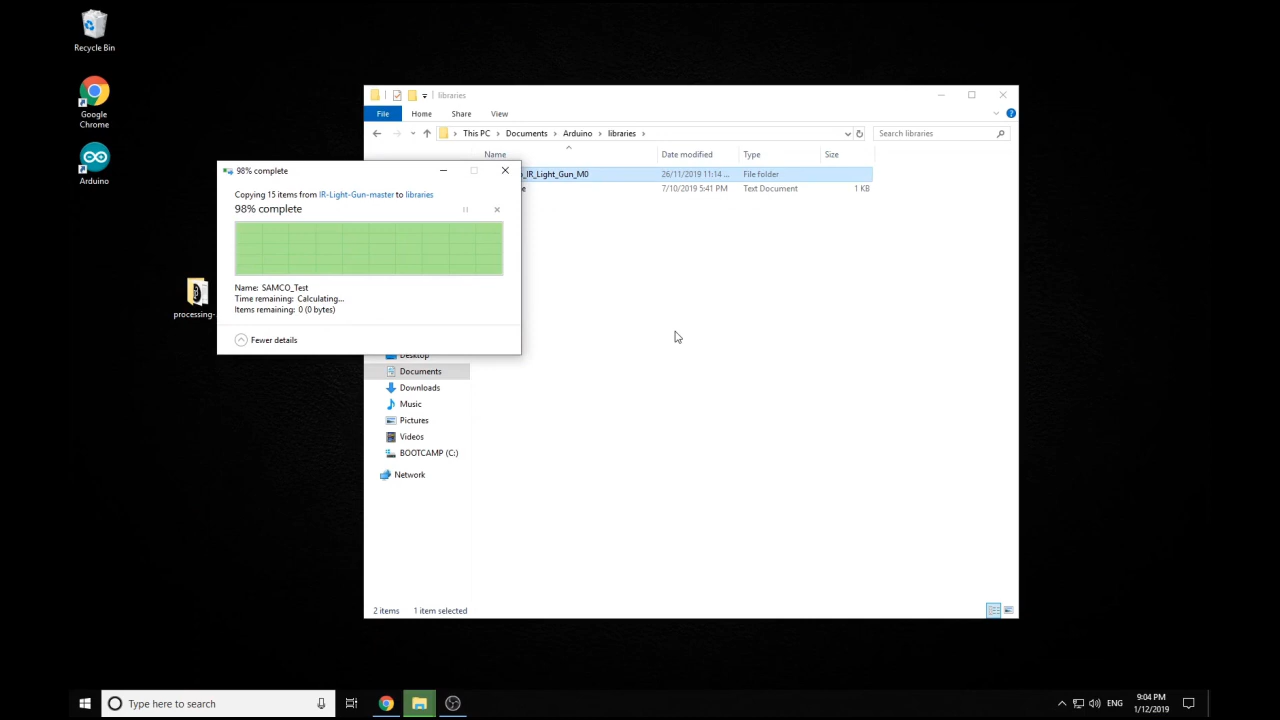 Recycle Bin
Google
Chrome
Arduino
processing-
libraries
File Home Share View
This PC > Documents > Arduino > libraries >
Search libraries
Name Date modified Type Size
_IR_Light_Gun_M0 26/11/2019 11:14 ... File folder
7/10/2019 5:41 PM Text Document 1 KB
98% complete
Copying 15 items from IR-Light-Gun-master to libraries
98% complete
Name: SAMCO_Test
Time remaining: Calculating...
Items remaining: 0 (0 bytes)
Fewer details
Desktop
Documents
Downloads
Music
Pictures
Videos
BOOTCAMP (C:)
Network
2 items 1 item selected
Type here to search
ENG
9:04 PM
1/12/2019